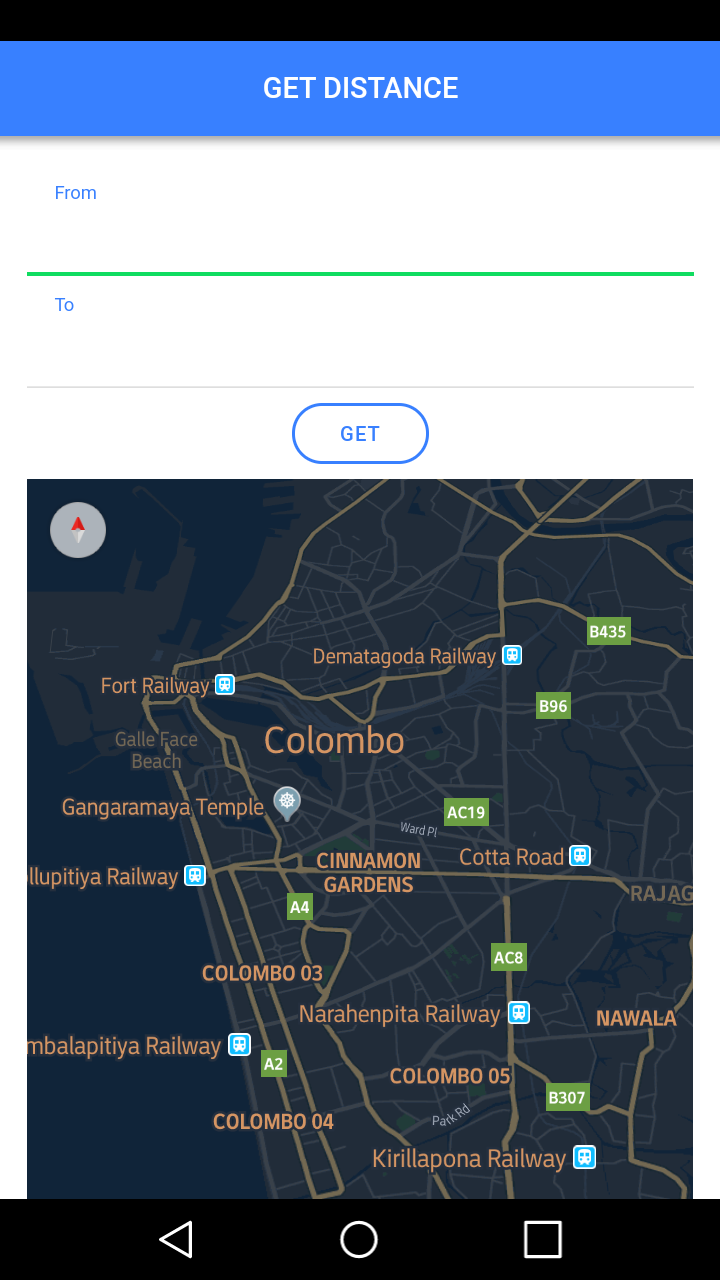 GET DISTANCE
From
To
GET
B435
Dematagoda Railway
Fort Railway
B96
Colombo
Galle Face
Beach
Gangaramaya Temple
AC19
Ward Pl
CINNAMON
GARDENS
Cotta Road
llupitiya Railway
RAJAG
A4
AC8
COLOMBO 03
Narahenpita Railway
NAWALA
mbalapitiya Railway
A2
COLOMBO 05
B307
Park Rd
COLOMBO 04
Kirillapona Railway